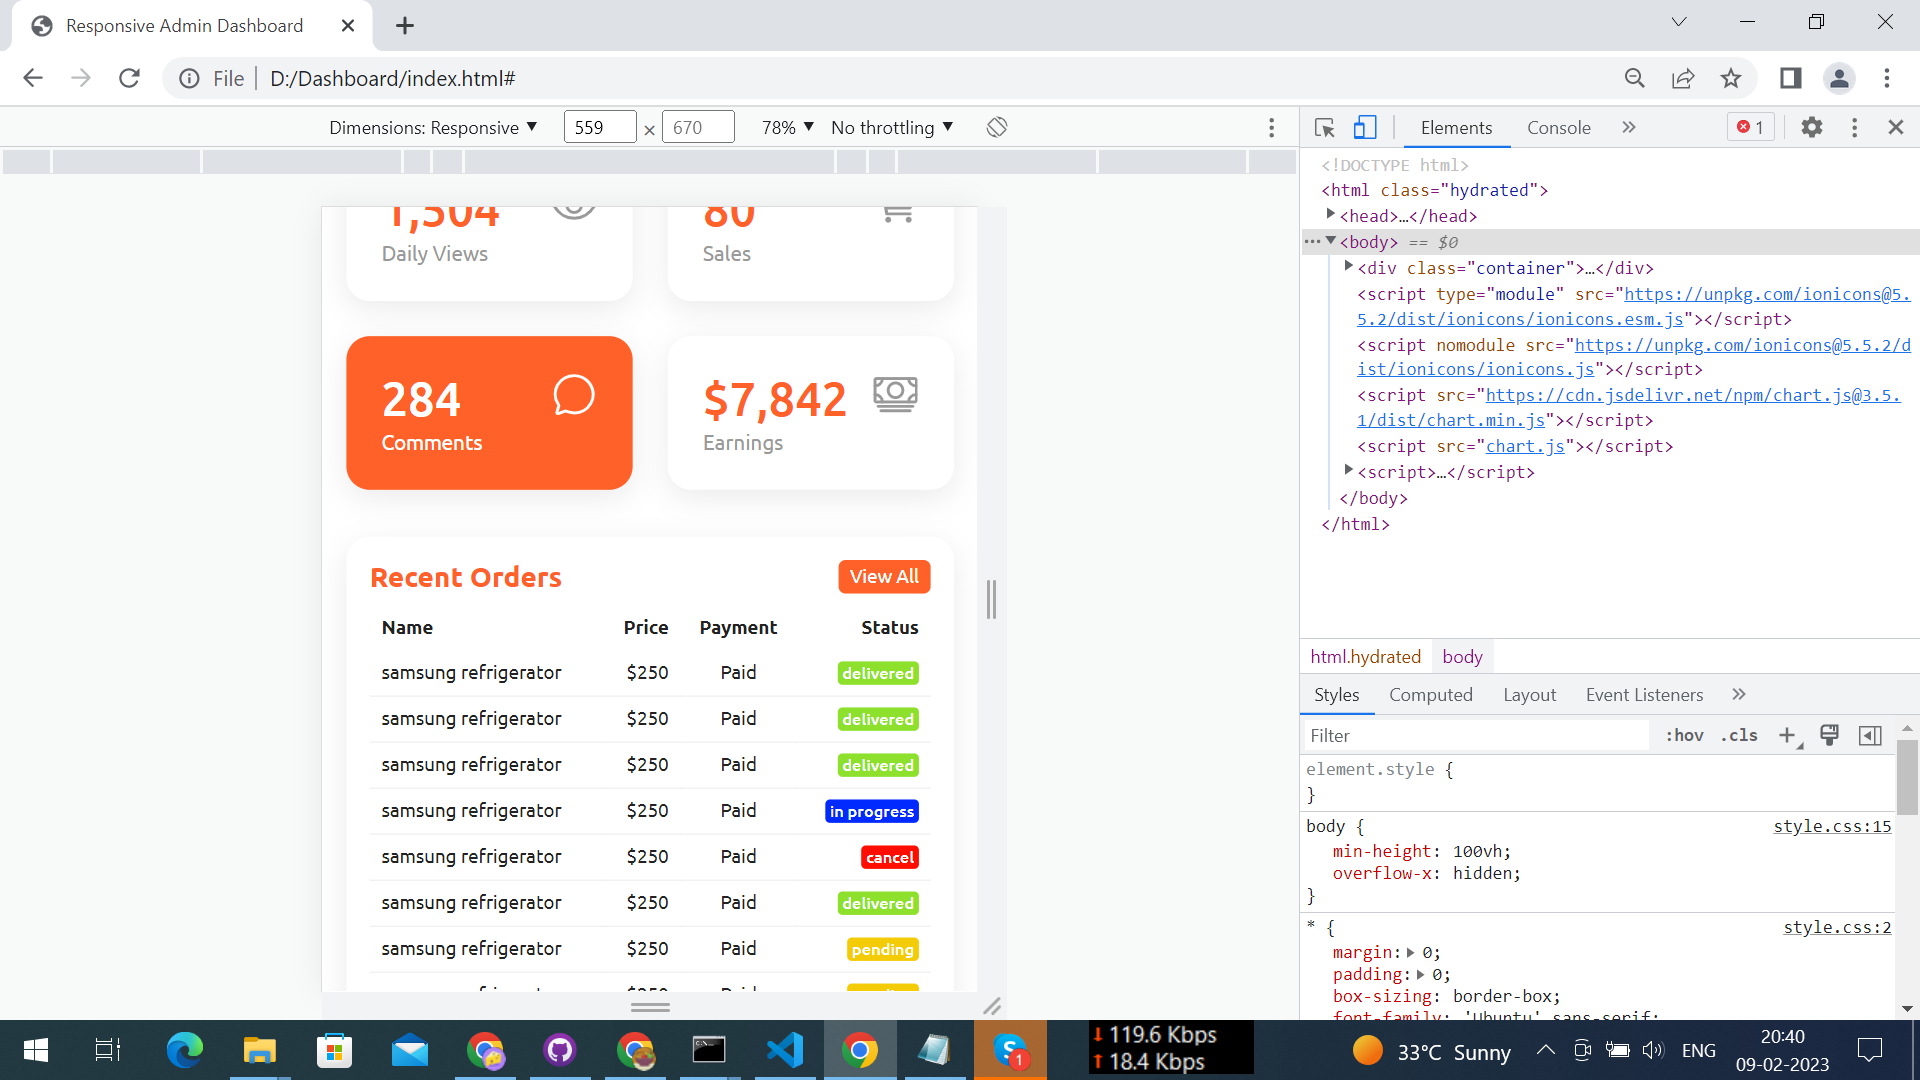 Responsive Admin Dashboard
File | D:/Dashboard/index.html#
Dimensions: Responsive 559 × 670 78% No throttling
1,504
Daily Views
80
Sales
284
Comments
$7,842
Earnings
Recent Orders View All
Name Price Payment Status
samsung refrigerator $250 Paid delivered
samsung refrigerator $250 Paid delivered
samsung refrigerator $250 Paid delivered
samsung refrigerator $250 Paid in progress
samsung refrigerator $250 Paid cancel
samsung refrigerator $250 Paid delivered
samsung refrigerator $250 Paid pending
Elements Console » 1
<!DOCTYPE html>
<html class="hydrated">
<head>…</head>
<body> == $0
<div class="container">…</div>
<script type="module" src="https://unpkg.com/ionicons@5.
5.2/dist/ionicons/ionicons.esm.js"></script>
<script nomodule src="https://unpkg.com/ionicons@5.5.2/d
ist/ionicons/ionicons.js"></script>
<script src="https://cdn.jsdelivr.net/npm/chart.js@3.5.
1/dist/chart.min.js"></script>
<script src="chart.js"></script>
<script>…</script>
</body>
</html>
html.hydrated body
Styles Computed Layout Event Listeners »
Filter :hov .cls
element.style {
}
body { style.css:15
min-height: 100vh;
overflow-x: hidden;
}
* { style.css:2
margin: 0;
padding: 0;
box-sizing: border-box;
font-family: 'Ubuntu' sans-serif;
119.6 Kbps
18.4 Kbps
1
33°C Sunny
ENG
20:40
09-02-2023